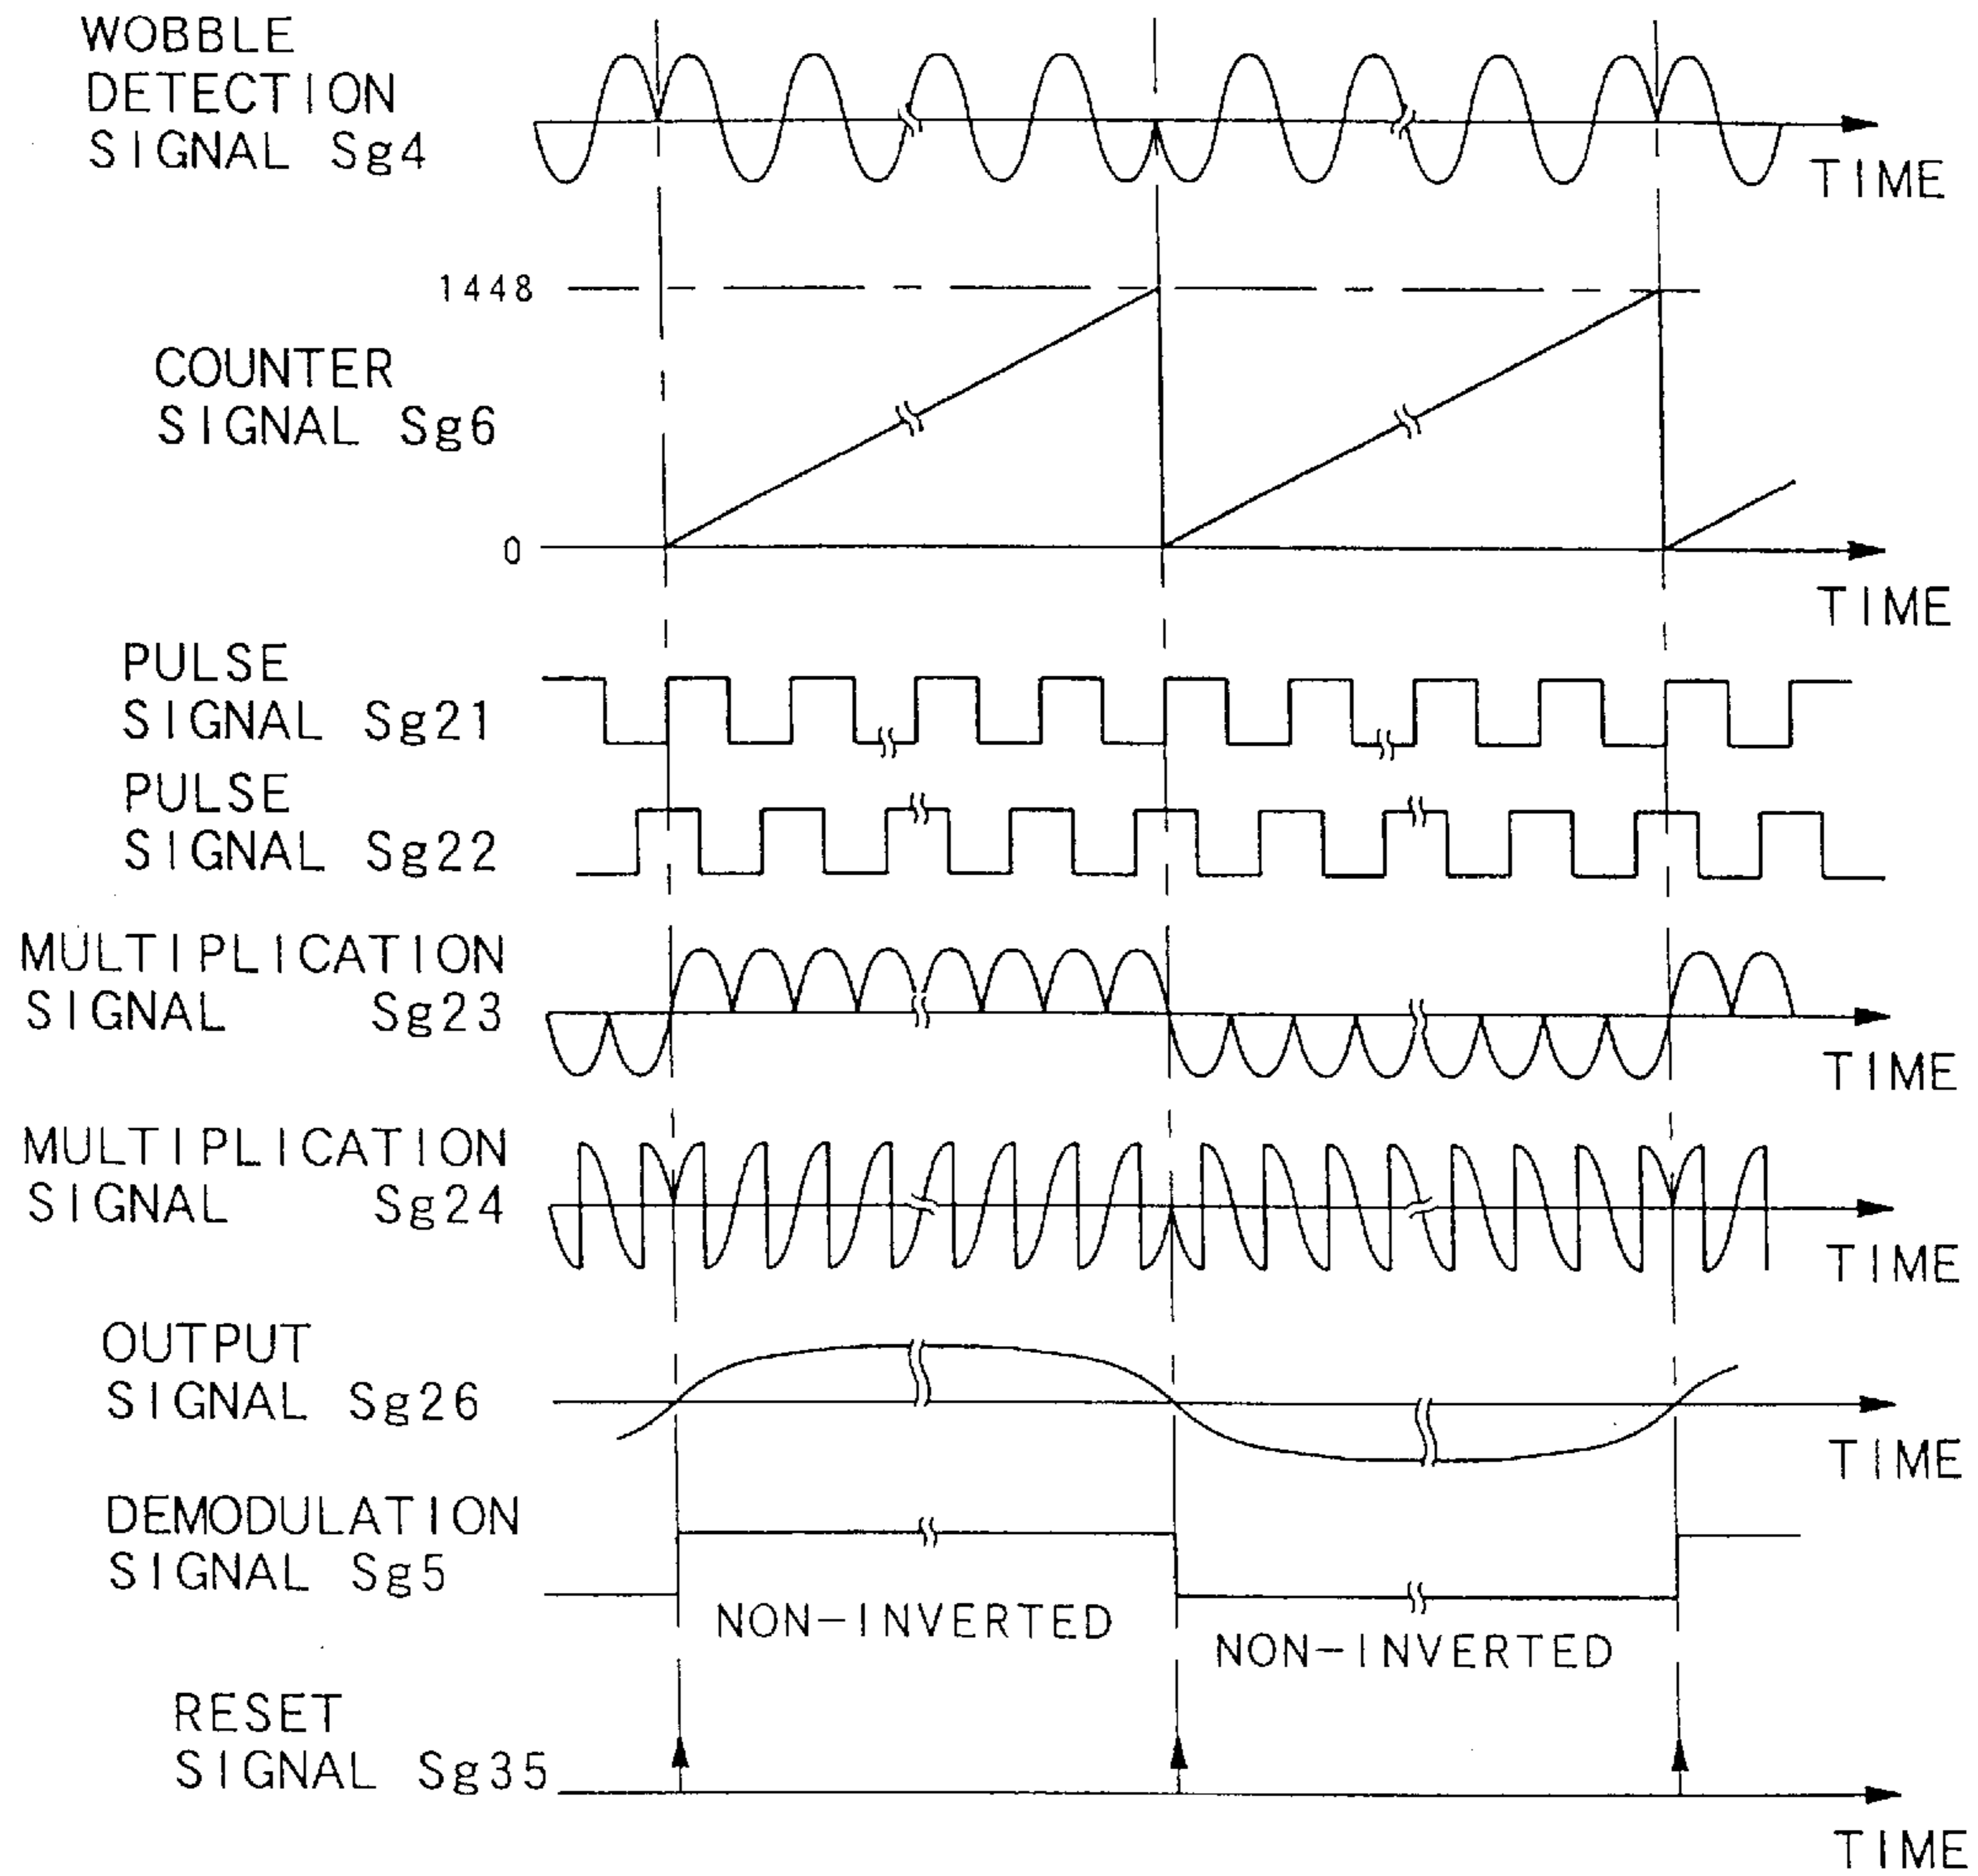 WOBBLE
DETECTION
SIGNAL Sg4
TIME
1448
COUNTER
SIGNAL Sg6
0
TIME
PULSE
SIGNAL Sg21
PULSE
SIGNAL Sg22
MULTIPLICATION
SIGNAL Sg23
TIME
MULTIPLICATION
SIGNAL Sg24
TIME
OUTPUT
SIGNAL Sg26
TIME
DEMODULATION
SIGNAL Sg5
NON-INVERTED
NON-INVERTED
RESET
SIGNAL Sg35
TIME